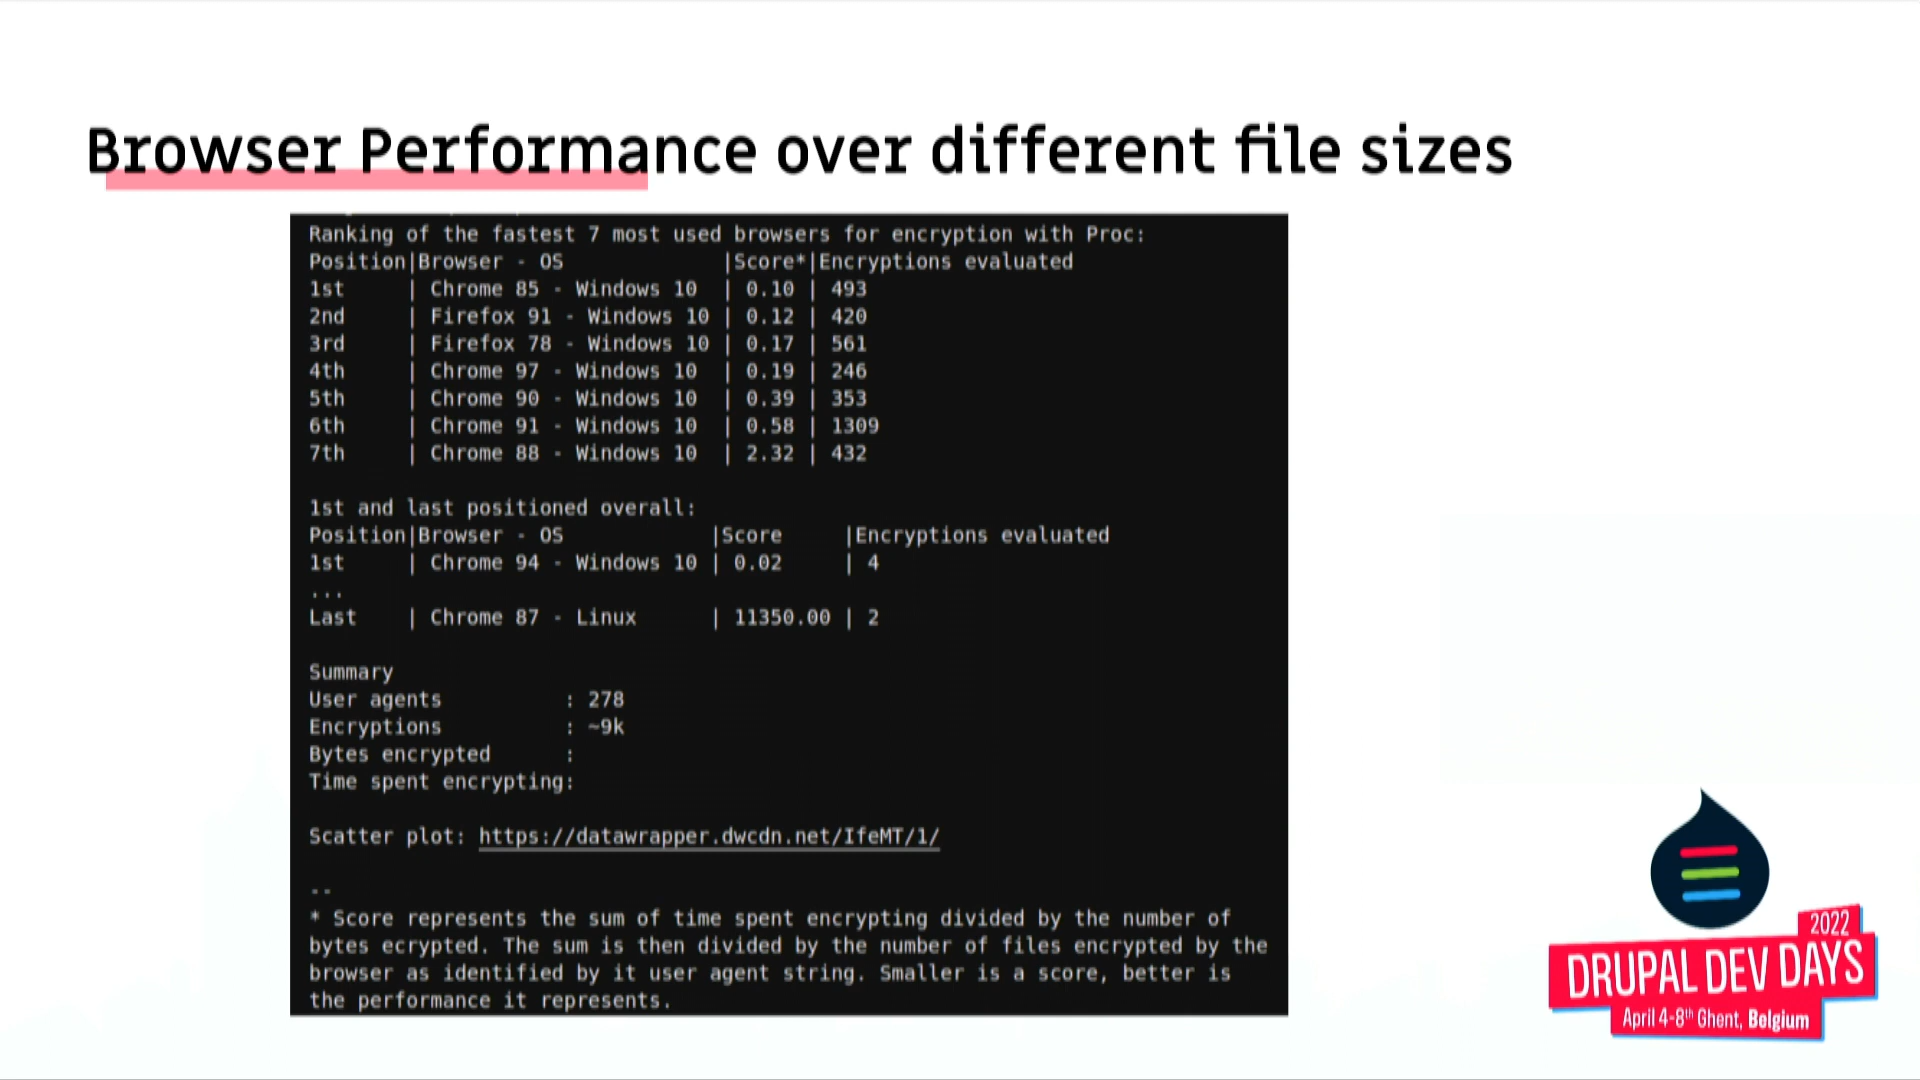 Browser Performance over different file sizes
Ranking of the fastest 7 most used browsers for encryption with Proc:
Position|Browser - OS |Score*|Encryptions evaluated
1st | Chrome 85 - Windows 10 | 0.10 | 493
2nd | Firefox 91 - Windows 10 | 0.12 | 420
3rd | Firefox 78 - Windows 10 | 0.17 | 561
4th | Chrome 97 - Windows 10 | 0.19 | 246
5th | Chrome 90 - Windows 10 | 0.39 | 353
6th | Chrome 91 - Windows 10 | 0.58 | 1309
7th | Chrome 88 - Windows 10 | 2.32 | 432
1st and last positioned overall:
Position|Browser - OS |Score |Encryptions evaluated
1st | Chrome 94 - Windows 10 | 0.02 | 4
...
Last | Chrome 87 - Linux | 11350.00 | 2
Summary
User agents : 278
Encryptions : ~9k
Bytes encrypted :
Time spent encrypting:
Scatter plot: https://datawrapper.dwcdn.net/IfeMT/1/
--
* Score represents the sum of time spent encrypting divided by the number of
bytes ecrypted. The sum is then divided by the number of files encrypted by the
browser as identified by it user agent string. Smaller is a score, better is
the performance it represents.
2022
DRUPAL DEV DAYS
April 4-8th Ghent, Belgium